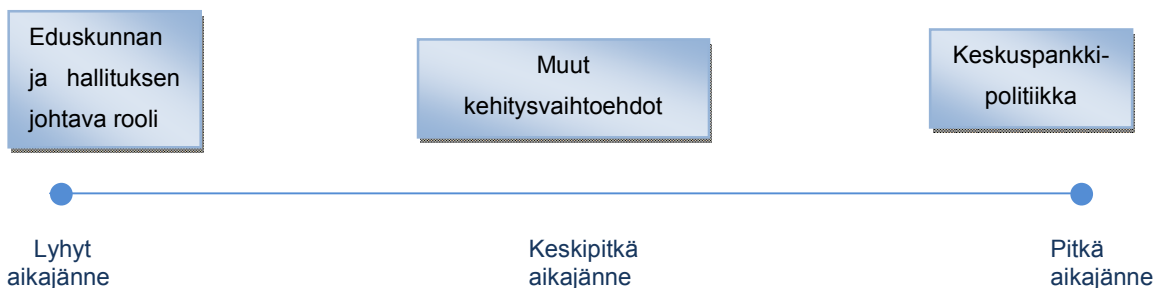 Eduskunnan
ja hallituksen
johtava rooli
Muut
kehitysvaihtoehdot
Keskuspankki-
politiikka
Lyhyt
aikajänne
Keskipitkä
aikajänne
Pitkä
aikajänne